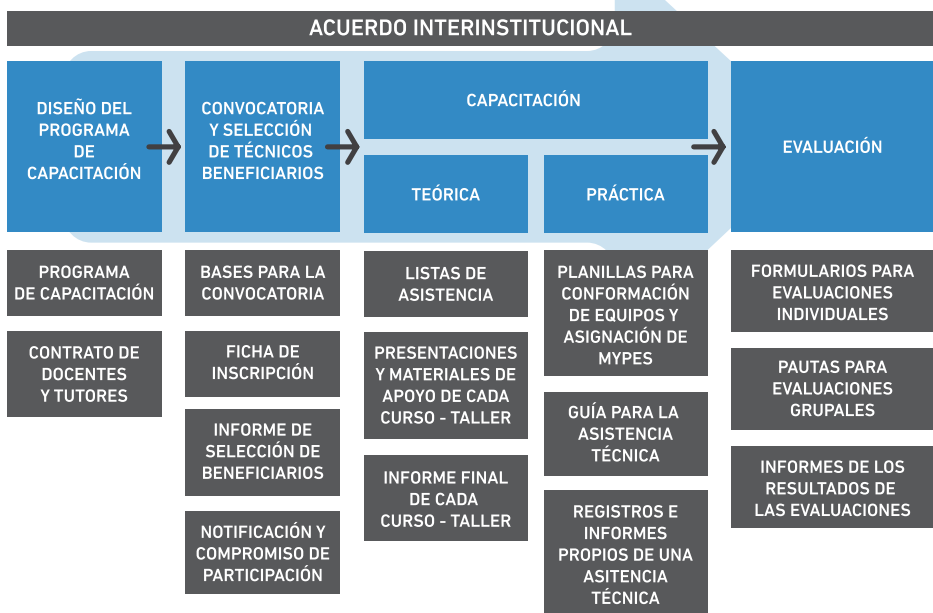 ACUERDO INTERINSTITUCIONAL
DISEÑO DEL
PROGRAMA
DE
CAPACITACIÓN
CONVOCATORIA
Y SELECCIÓN
DE TÉCNICOS
BENEFICIARIOS
CAPACITACIÓN
TEÓRICA
PRÁCTICA
EVALUACIÓN
PROGRAMA
DE CAPACITACIÓN
CONTRATO DE
DOCENTES
Y TUTORES
BASES PARA LA
CONVOCATORIA
FICHA DE
INSCRIPCIÓN
INFORME DE
SELECCIÓN DE
BENEFICIARIOS
NOTIFICACIÓN Y
COMPROMISO DE
PARTICIPACIÓN
LISTAS DE
ASISTENCIA
PRESENTACIONES
Y MATERIALES DE
APOYO DE CADA
CURSO - TALLER
INFORME FINAL
DE CADA
CURSO - TALLER
PLANILLAS PARA
CONFORMACIÓN
DE EQUIPOS Y
ASIGNACIÓN DE
MYPES
GUÍA PARA LA
ASISTENCIA
TÉCNICA
REGISTROS E
INFORMES
PROPIOS DE UNA
ASITENCIA
TÉCNICA
FORMULARIOS PARA
EVALUACIONES
INDIVIDUALES
PAUTAS PARA
EVALUACIONES
GRUPALES
INFORMES DE LOS
RESULTADOS DE
LAS EVALUACIONES